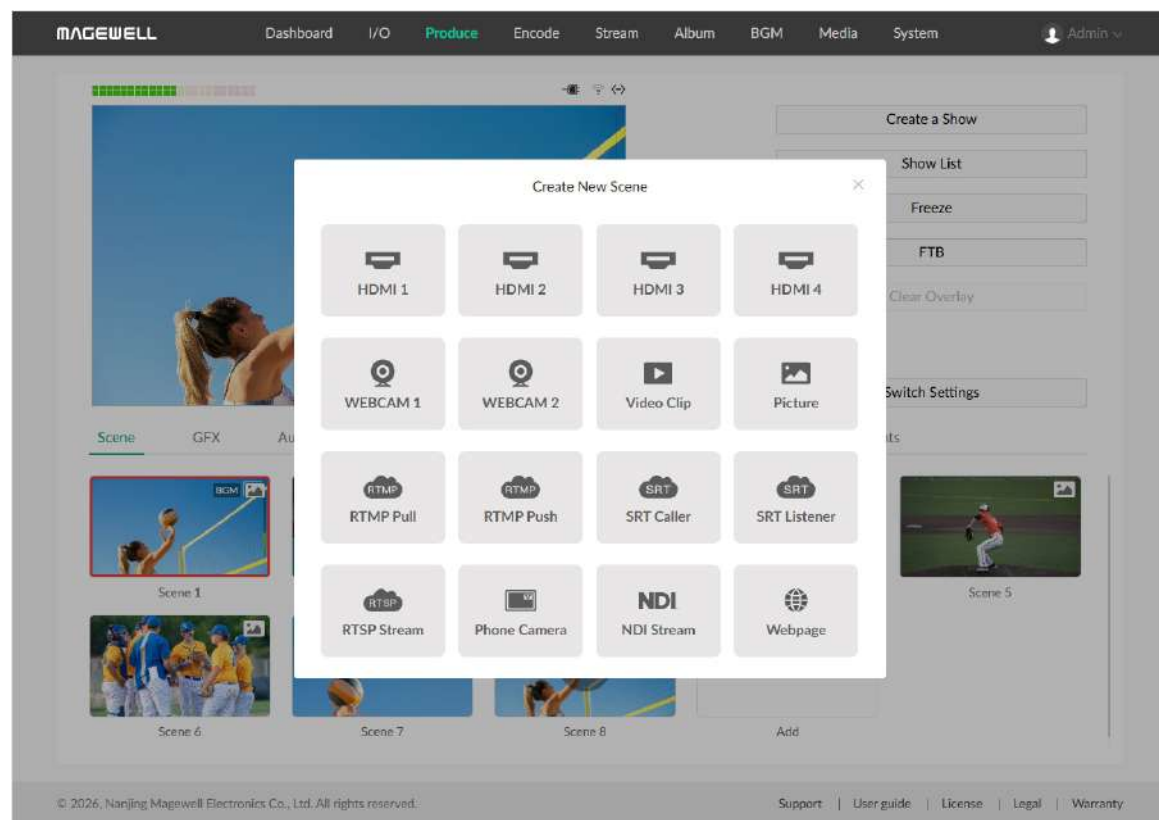 MAGEWELL Dashboard I/O Produce Encode Stream Album BGM Media System Admin
Create a Show
Show List
Freeze
FTB
Clear Overlay
Switch Settings
Create New Scene
HDMI 1 HDMI 2 HDMI 3 HDMI 4
WEBCAM 1 WEBCAM 2 Video Clip Picture
RTMP RTMP SRT SRT
RTMP Pull RTMP Push SRT Caller SRT Listener
RTSP NDI
RTSP Stream Phone Camera NDI Stream Webpage
Scene GFX
BGM
Scene 1 Scene 5
Scene 6 Scene 7 Scene 8 Add
© 2026, Nanjing Magewell Electronics Co., Ltd. All rights reserved. Support | User guide | License | Legal | Warranty